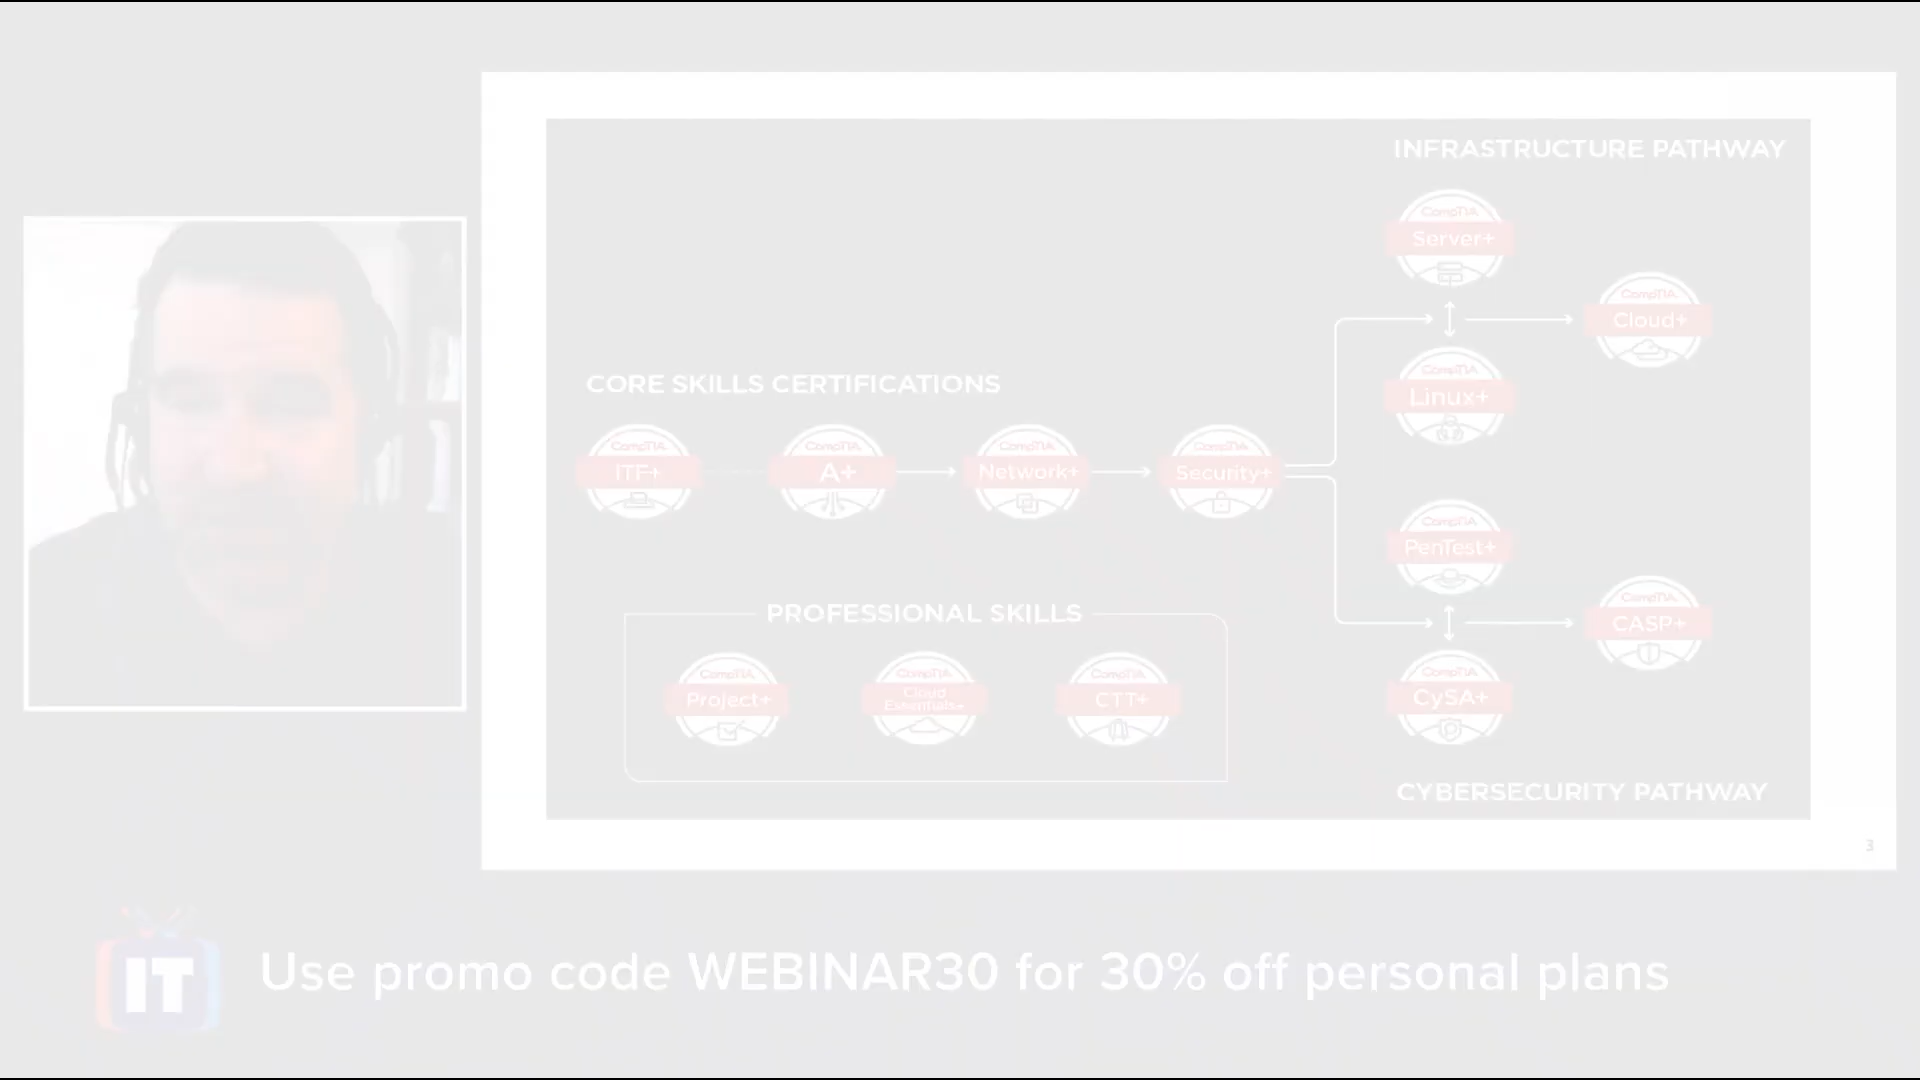 INFRASTRUCTURE PATHWAY
CompTIA.
Server+
CompTIA.
Cloud+
CompTIA.
Linux+
CORE SKILLS CERTIFICATIONS
CompTIA.
ITF+
CompTIA.
A+
CompTIA.
Network+
CompTIA.
Security+
CompTIA.
PenTest+
CompTIA.
CASP+
CompTIA.
CySA+
CYBERSECURITY PATHWAY
PROFESSIONAL SKILLS
CompTIA.
Project+
CompTIA.
Cloud
Essentials+
CompTIA.
CTT+
3
IT
Use promo code WEBINAR30 for 30% off personal plans